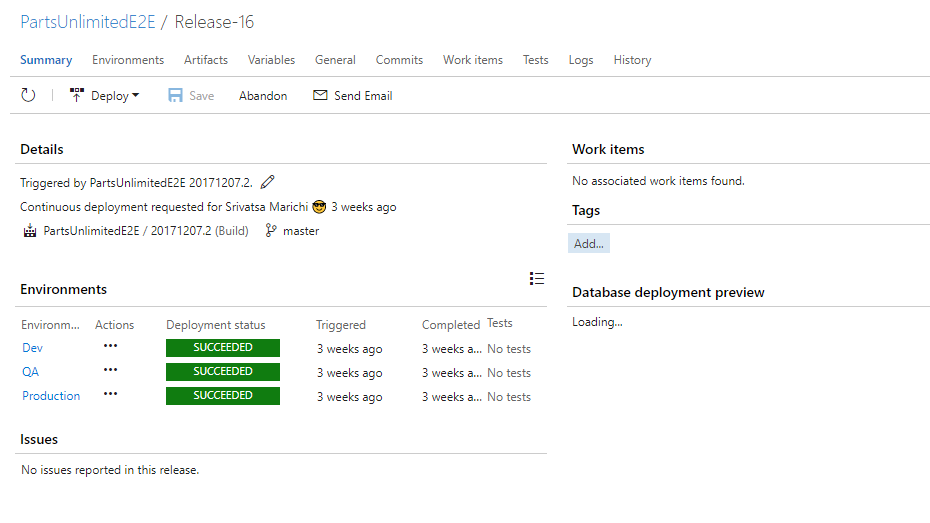 PartsUnlimitedE2E / Release-16
Summary Environments Artifacts Variables General Commits Work items Tests Logs History
Deploy Save Abandon Send Email
Details
Triggered by PartsUnlimitedE2E 20171207.2.
Continuous deployment requested for Srivatsa Marichi 😎 3 weeks ago
PartsUnlimitedE2E / 20171207.2 (Build) master
Environments
Environm... Actions Deployment status Triggered Completed Tests
Dev ••• SUCCEEDED 3 weeks ago 3 weeks a... No tests
QA ••• SUCCEEDED 3 weeks ago 3 weeks a... No tests
Production ••• SUCCEEDED 3 weeks ago 3 weeks a... No tests
Issues
No issues reported in this release.
Work items
No associated work items found.
Tags
Add...
Database deployment preview
Loading...